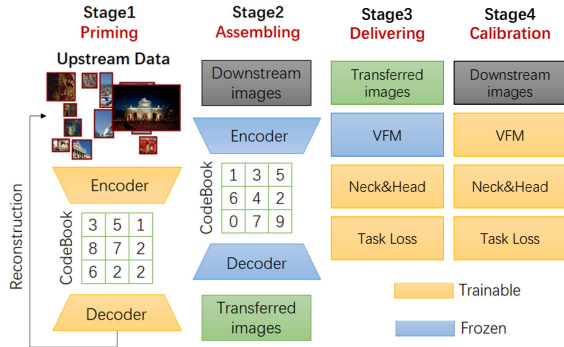 Stage1
Priming
Upstream Data
Encoder
CodeBook
3 5 1
8 7 2
6 2 2
Decoder
Reconstruction
Stage2
Assembling
Downstream
images
Encoder
CodeBook
1 3 5
6 4 2
0 7 9
Decoder
Transferred
images
Stage3
Delivering
Transferred
images
VFM
Neck&Head
Task Loss
Stage4
Calibration
Downstream
images
VFM
Neck&Head
Task Loss
Trainable
Frozen